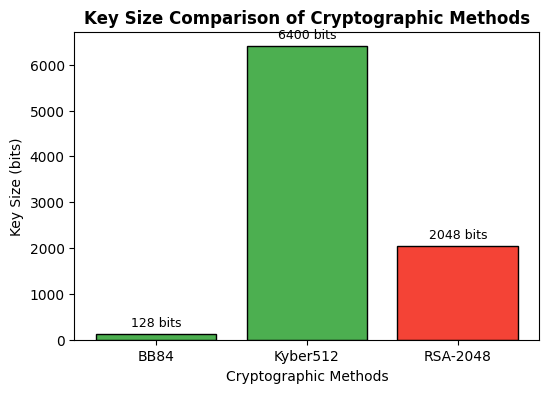 Key Size Comparison of Cryptographic Methods
6400 bits
6000
5000
4000
3000
2000
1000
0
Key Size (bits)
128 bits
2048 bits
BB84
Kyber512
RSA-2048
Cryptographic Methods